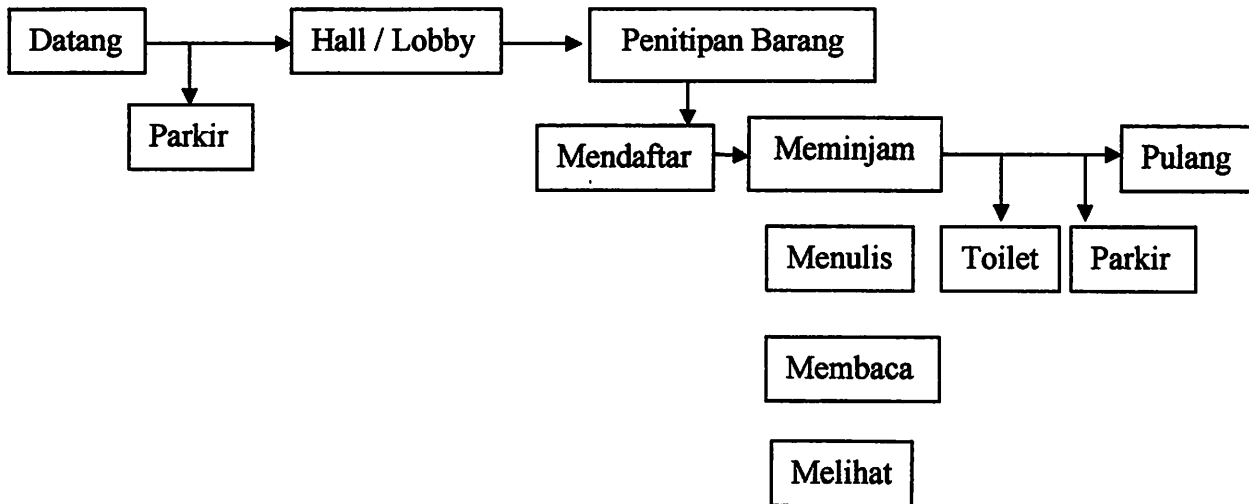 Datang
Hall / Lobby
Penitipan Barang
Parkir
Mendaftar
Meminjam
Pulang
Menulis
Toilet
Parkir
Membaca
Melihat